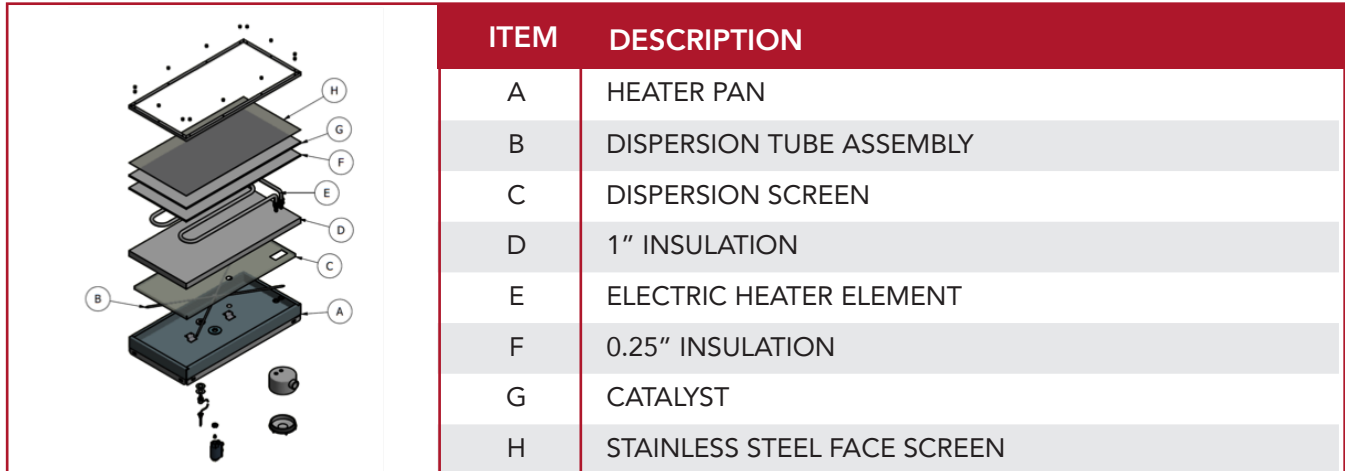 H
G
F
E
D
C
B
A
ITEM DESCRIPTION
A HEATER PAN
B DISPERSION TUBE ASSEMBLY
C DISPERSION SCREEN
D 1” INSULATION
E ELECTRIC HEATER ELEMENT
F 0.25” INSULATION
G CATALYST
H STAINLESS STEEL FACE SCREEN